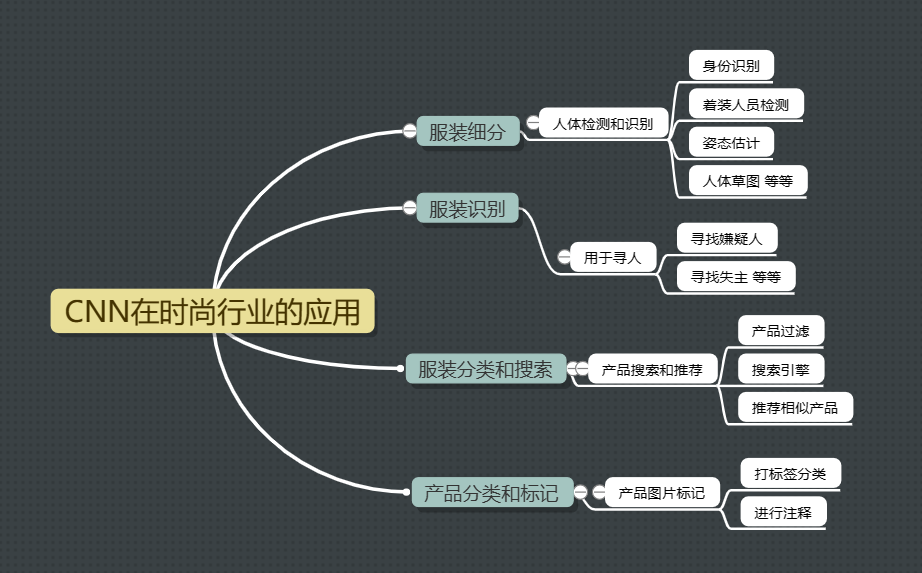 CNN在时尚行业的应用
服装细分
人体检测和识别
身份识别
着装人员检测
姿态估计
人体草图 等等
服装识别
用于寻人
寻找嫌疑人
寻找失主 等等
服装分类和搜索
产品搜索和推荐
产品过滤
搜索引擎
推荐相似产品
产品分类和标记
产品图片标记
打标签分类
进行注释